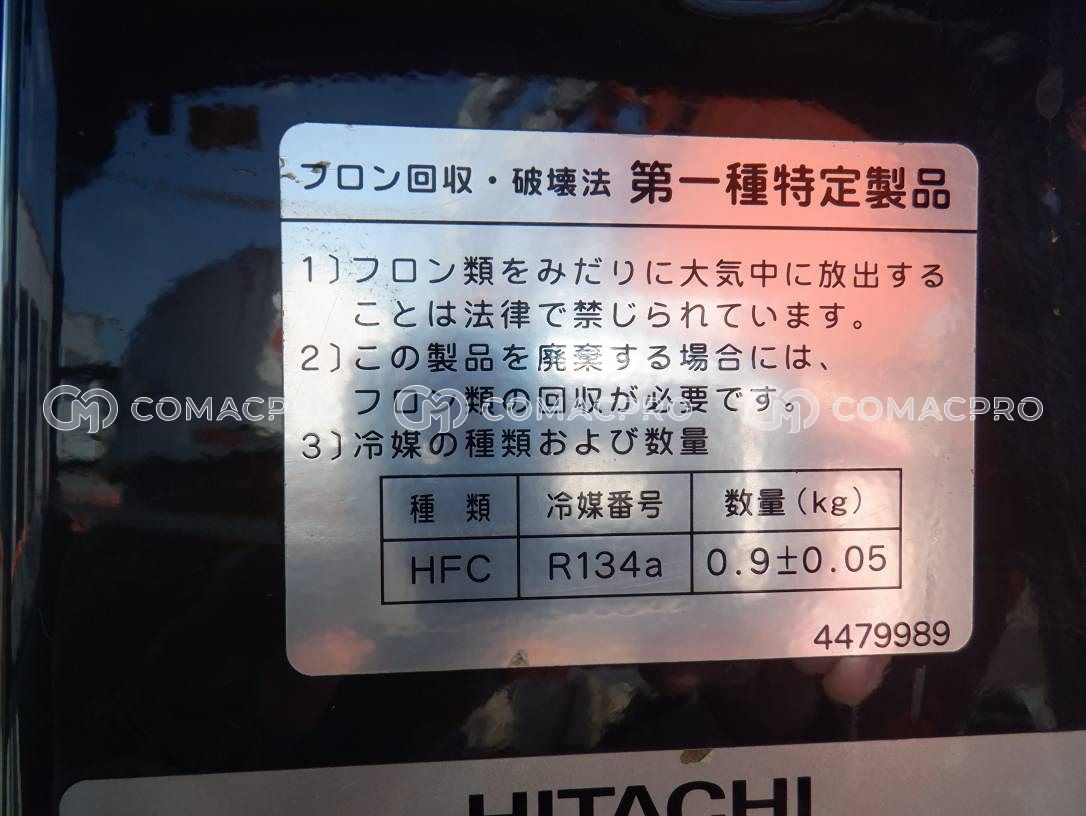 フロン回収・破壊法 第一種特定製品
1）フロン類をみだりに大気中に放出する
ことは法律で禁じられています。
2）この製品を廃棄する場合には、
フロン類の回収が必要です。
COMACPRO COMACPRO COMACPRO
3）冷媒の種類および数量
種 類 冷媒番号 数量（kg）
HFC R134a 0.9±0.05
4479989
HITACHI